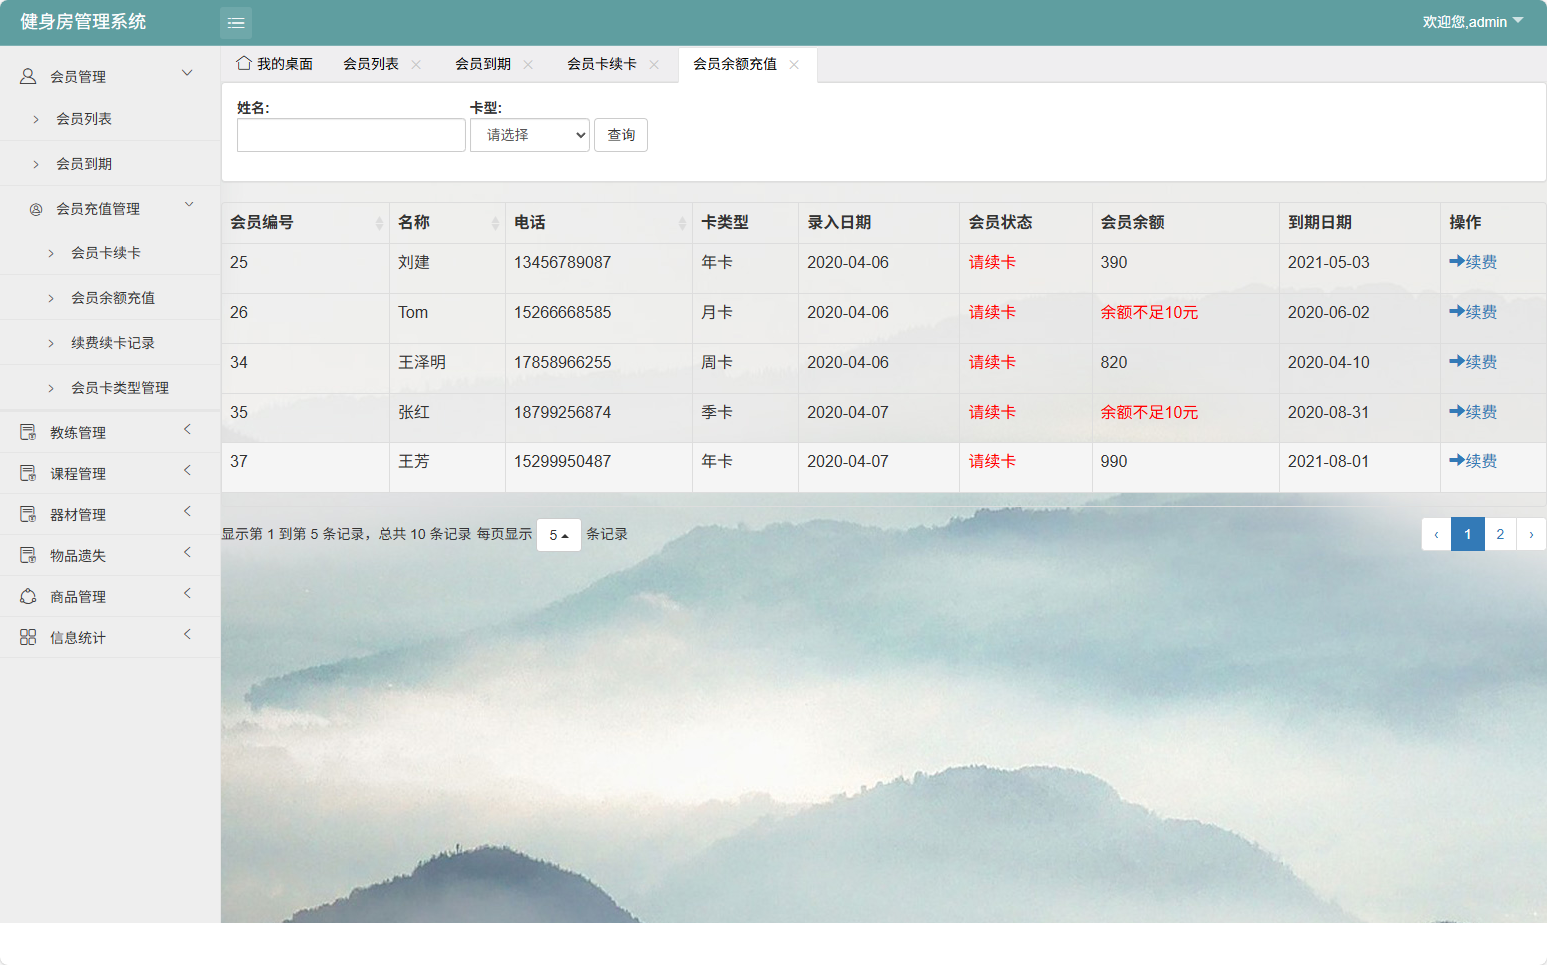 健身房管理系统
欢迎您,admin
会员管理
会员列表
会员到期
会员充值管理
会员卡续卡
会员余额充值
续费续卡记录
会员卡类型管理
教练管理
课程管理
器材管理
物品遗失
商品管理
信息统计
我的桌面 会员列表 会员到期 会员卡续卡 会员余额充值
姓名: 卡型:
请选择 查询
会员编号 名称 电话 卡类型 录入日期 会员状态 会员余额 到期日期 操作
25 刘建 13456789087 年卡 2020-04-06 请续卡 390 2021-05-03 续费
26 Tom 15266668585 月卡 2020-04-06 请续卡 余额不足10元 2020-06-02 续费
34 王泽明 17858966255 周卡 2020-04-06 请续卡 820 2020-04-10 续费
35 张红 18799256874 季卡 2020-04-07 请续卡 余额不足10元 2020-08-31 续费
37 王芳 15299950487 年卡 2020-04-07 请续卡 990 2021-08-01 续费
显示第 1 到第 5 条记录，总共 10 条记录 每页显示 5 条记录
‹ 1 2 ›